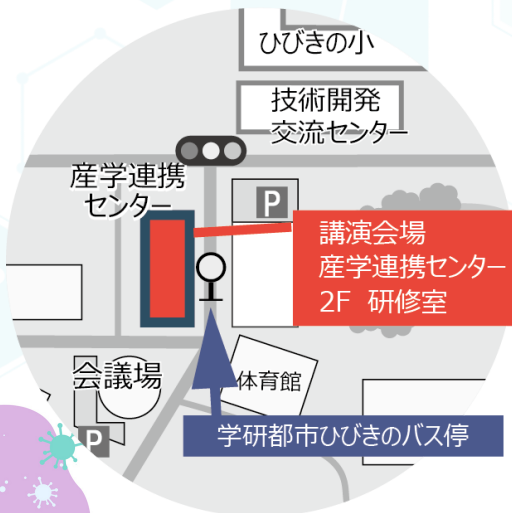 ひびきの小
技術開発
交流センター
産学連携
センター
P
講演会場
産学連携センター
2F 研修室
会議場
体育館
P
学研都市ひびきのバス停